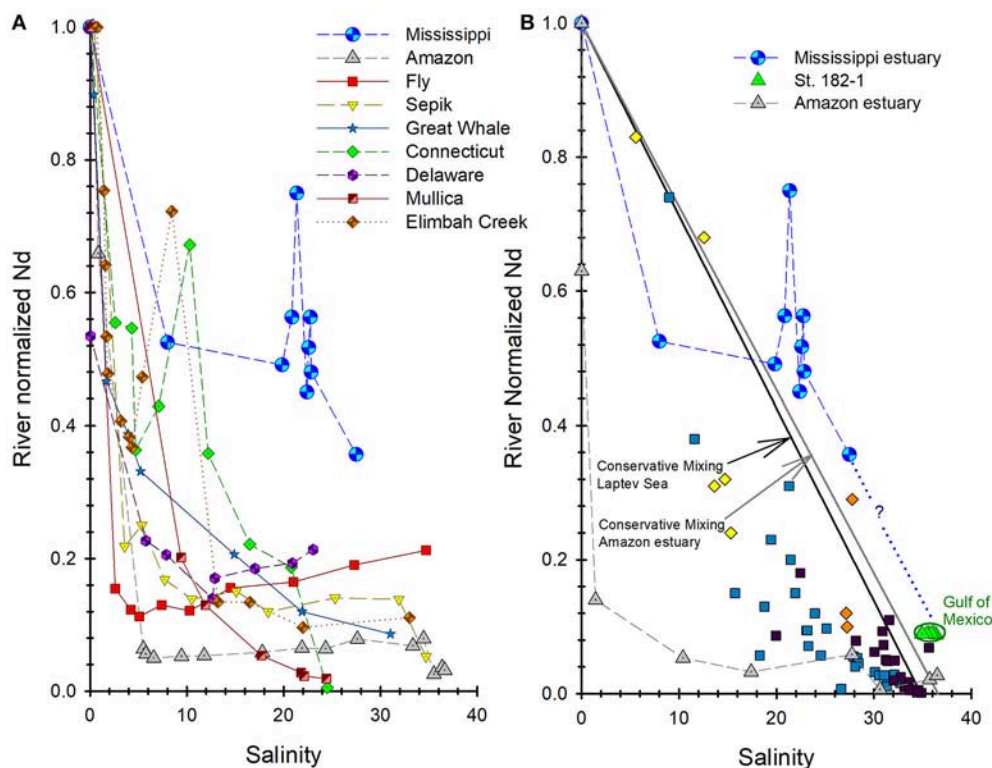 A
1.0
0.8
0.6
0.4
0.2
0.0
River normalized Nd
0
10
20
30
40
Salinity
Mississippi
Amazon
Fly
Sepik
Great Whale
Connecticut
Delaware
Mullica
Elimbah Creek
B
1.0
0.8
0.6
0.4
0.2
0.0
River Normalized Nd
0
10
20
30
40
Salinity
Mississippi estuary
St. 182-1
Amazon estuary
Conservative Mixing
Laptev Sea
Conservative Mixing
Amazon estuary
?
Gulf of
Mexico